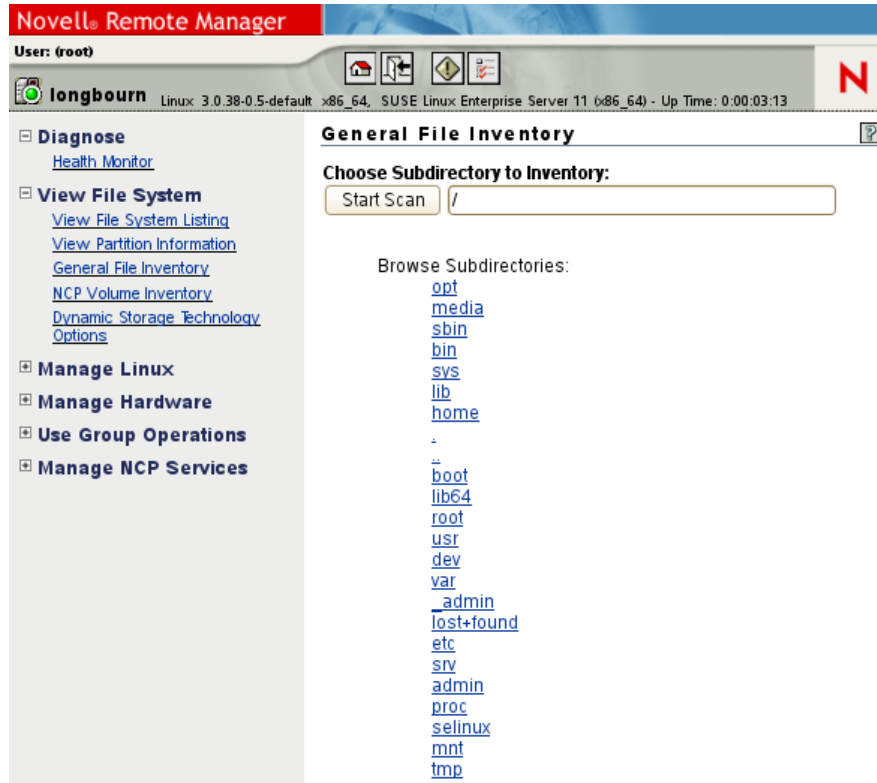 Novell® Remote Manager
User: (root)
longbourn Linux 3.0.38-0.5-default x86_64, SUSE Linux Enterprise Server 11 (x86_64) - Up Time: 0:00:03:13
N
Diagnose
Health Monitor
View File System
View File System Listing
View Partition Information
General File Inventory
NCP Volume Inventory
Dynamic Storage Technology
Options
Manage Linux
Manage Hardware
Use Group Operations
Manage NCP Services
General File Inventory
?
Choose Subdirectory to Inventory:
Start Scan /
Browse Subdirectories:
opt
media
sbin
bin
sys
lib
home
.
..
boot
lib64
root
usr
dev
var
_admin
lost+found
etc
srv
admin
proc
selinux
mnt
tmp